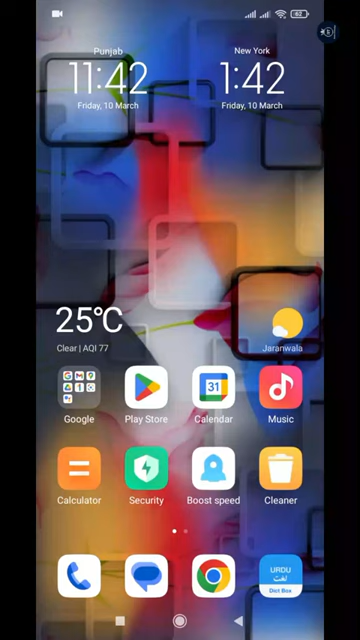 62
Punjab
New York
11:42
1:42
Friday, 10 March
Friday, 10 March
25°C
Clear | AQI 77
Jaranwala
31
Google
Play Store
Calendar
Music
Calculator
Security
Boost speed
Cleaner
URDU
لغت
Dict Box